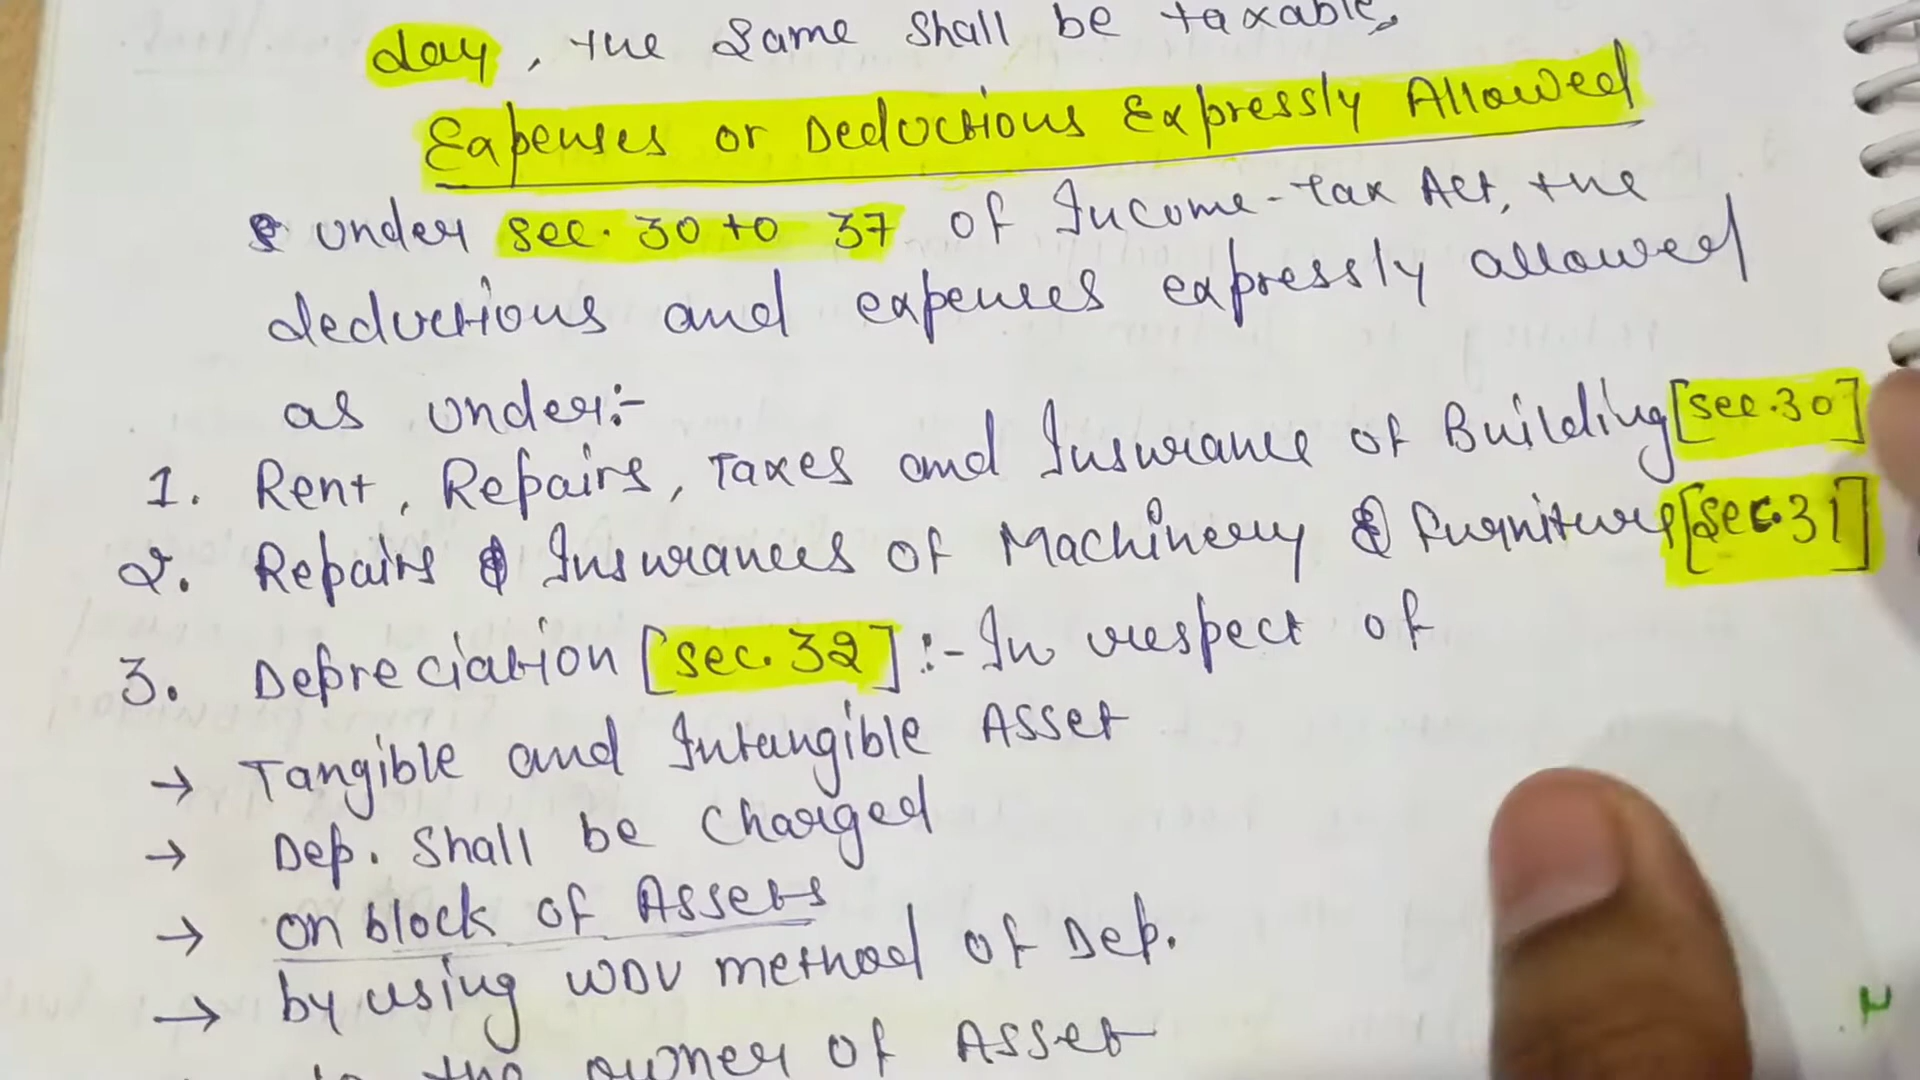 day, the same shall be taxable.
Expenses or Deductions Expressly Allowed
under sec. 30 to 37 of Income-tax Act, the
deductions and expenses expressly allowed
as under:-
1. Rent, Repairs, Taxes and Insurance of Building [sec.30]
2. Repairs & Insurances of Machinery & furniture [sec.31]
3. Depreciation [sec.32] :- In respect of
→ Tangible and Intangible Asset
→ Dep. shall be charged
→ on block of Assets
→ by using WDV method of Dep.
to the owner of Asset